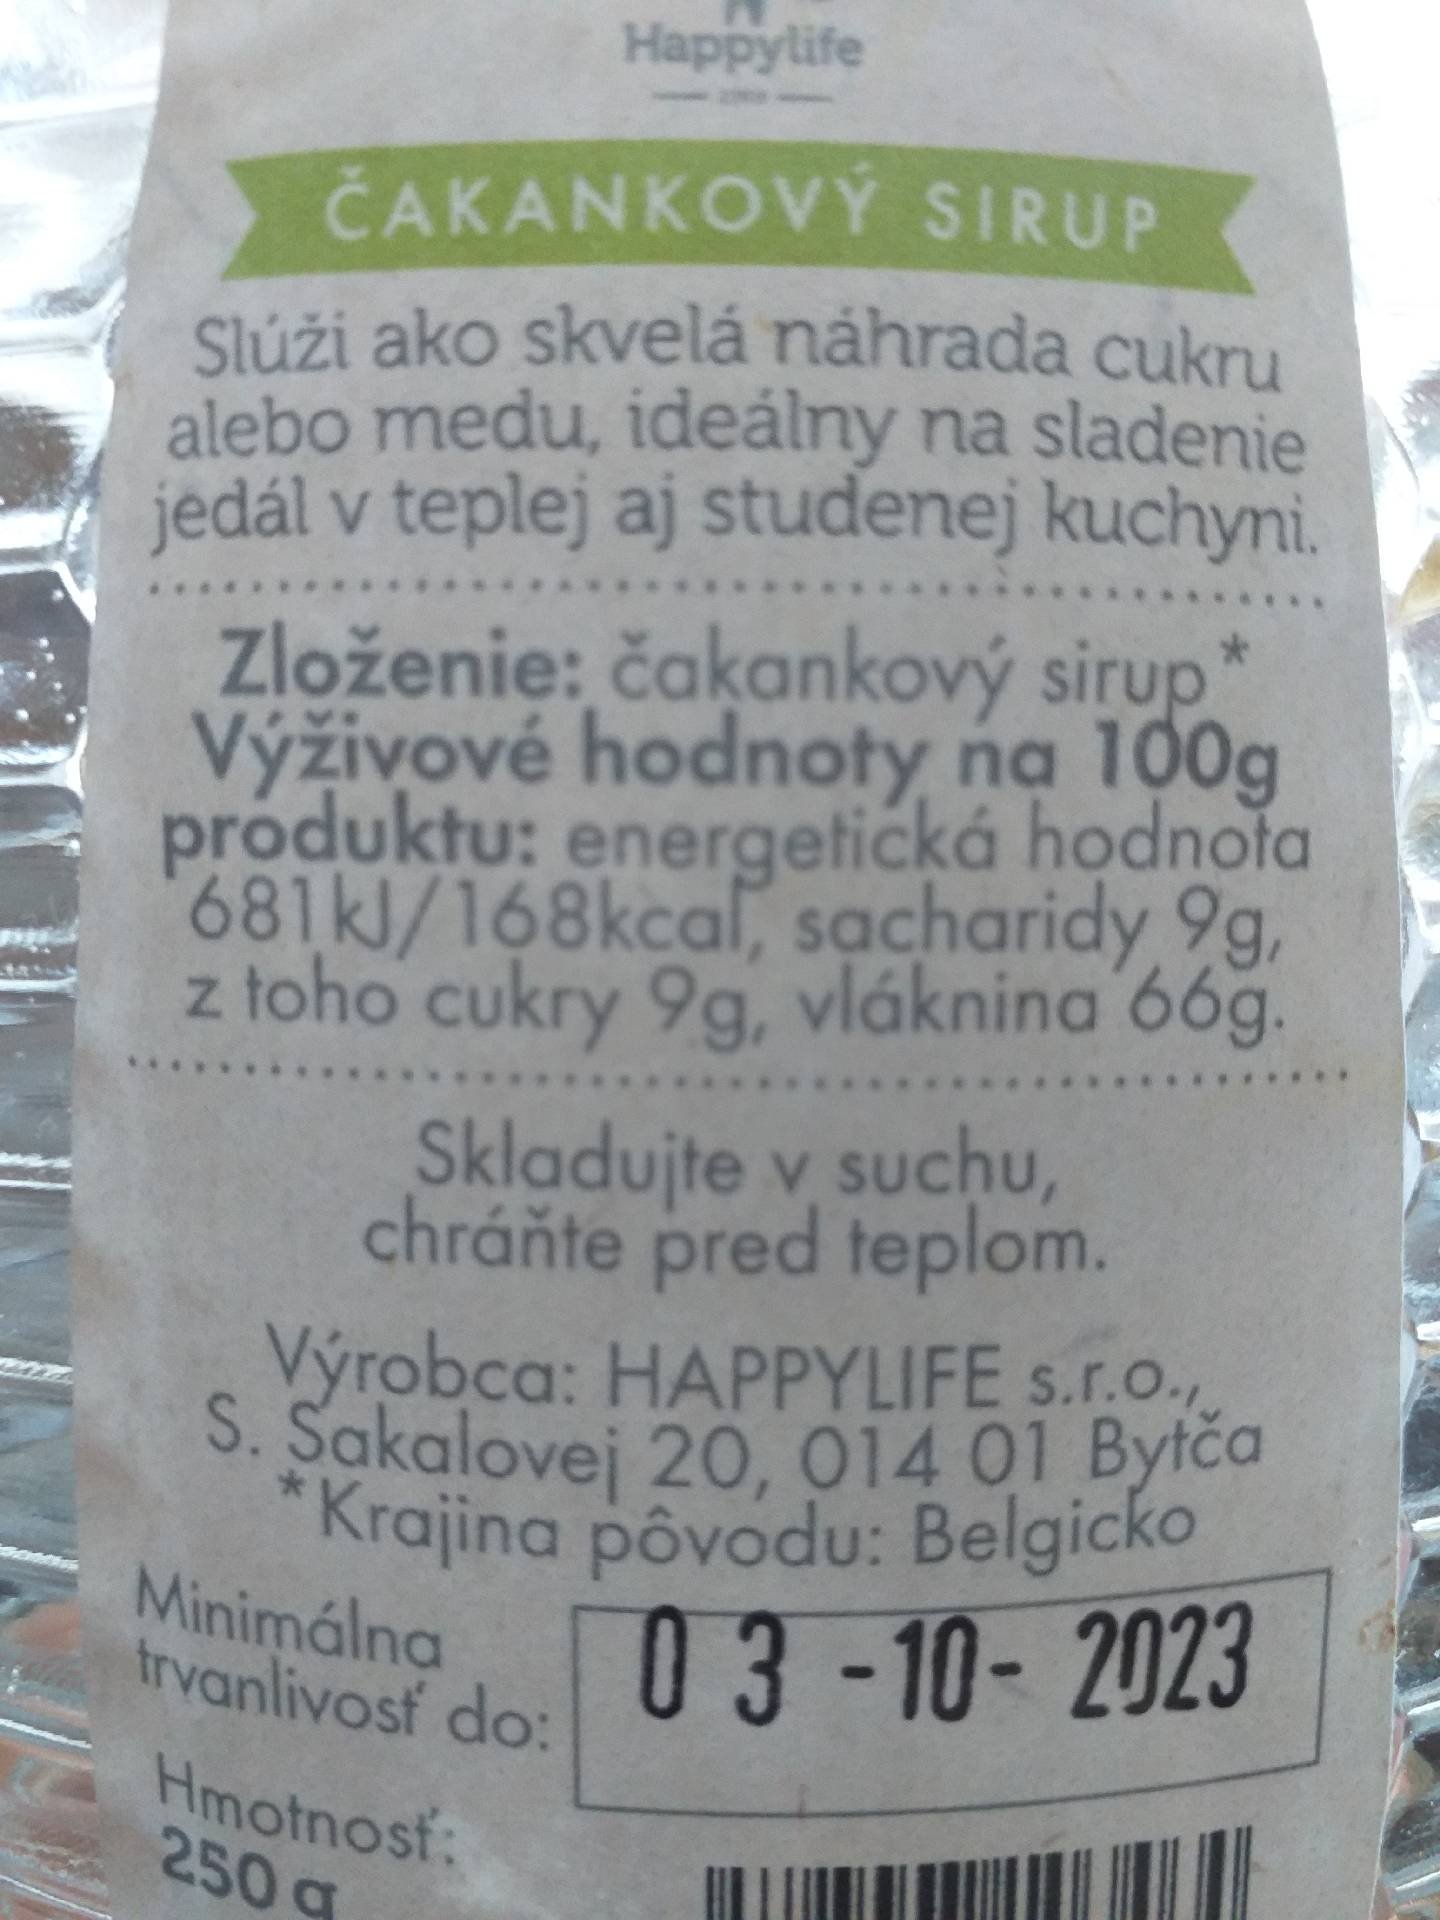 Happylife
ČAKANKOVÝ SIRUP
Slúži ako skvelá náhrada cukru
alebo medu, ideálny na sladenie
jedál v teplej aj studenej kuchyni.
Zloženie: čakankový sirup*
Výživové hodnoty na 100g
produktu: energetická hodnota
681kJ/168kcal, sacharidy 9g,
z toho cukry 9g, vláknina 66g.
Skladujte v suchu,
chráňte pred teplom.
Výrobca: HAPPYLIFE s.r.o.,
S. Sakalovej 20, 014 01 Bytča
*Krajina pôvodu: Belgicko
Minimálna
trvanlivosť do:
03-10-2023
Hmotnosť:
250 g